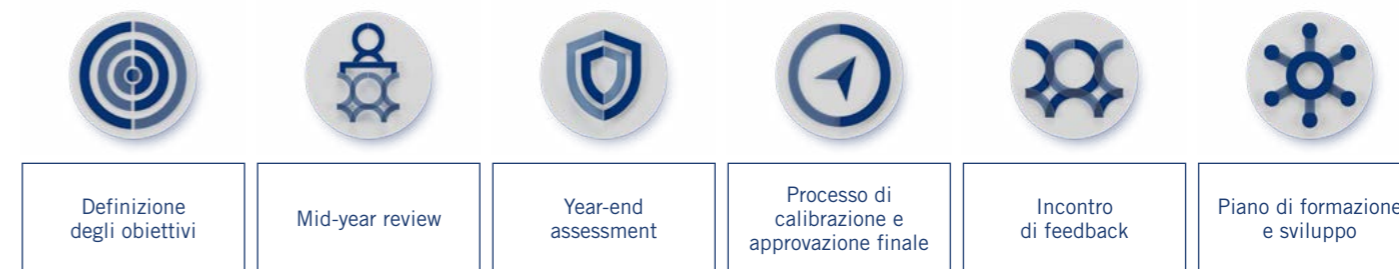 Definizione
degli obiettivi
Mid-year review
Year-end
assessment
Processo di
calibrazione e
approvazione finale
Incontro
di feedback
Piano di formazione
e sviluppo